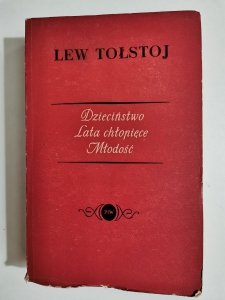 LEW TOŁSTOJ
Dzieciństwo
Lata chłopięce
Młodość